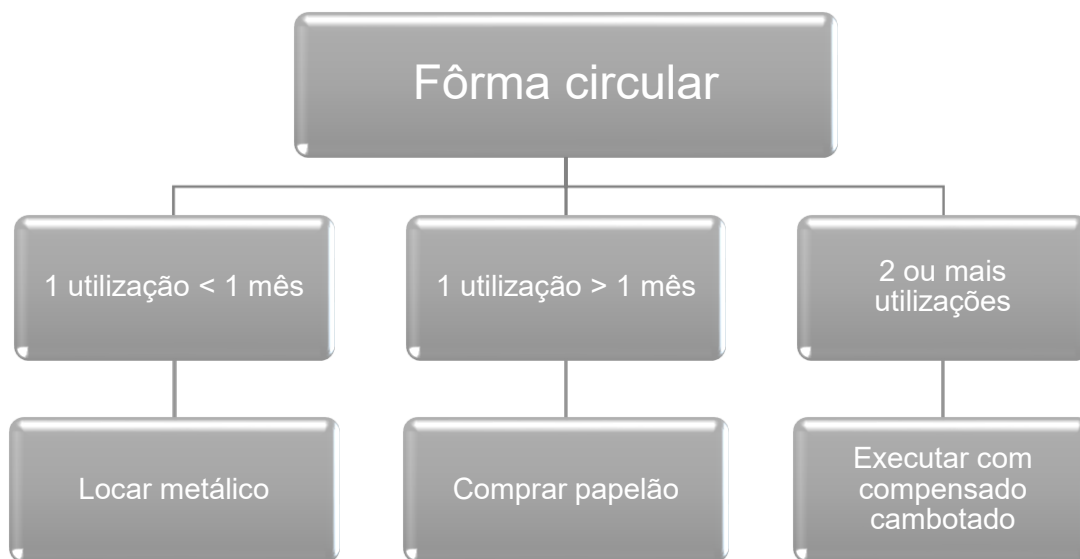 Fôrma circular
1 utilização < 1 mês
1 utilização > 1 mês
2 ou mais
utilizações
Locar metálico
Comprar papelão
Executar com
compensado
cambotado